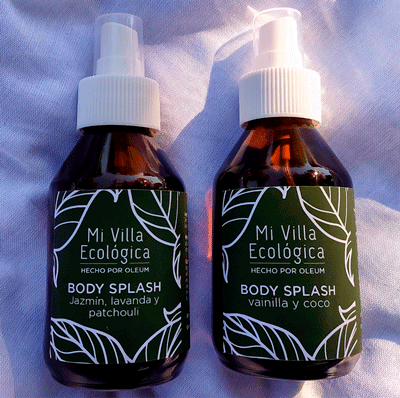 Mi Villa
Ecológica
HECHO POR OLEUM
BODY SPLASH
Jazmín, lavanda y
patchouli
Mi Villa
Ecológica
HECHO POR OLEUM
BODY SPLASH
vainilla y coco